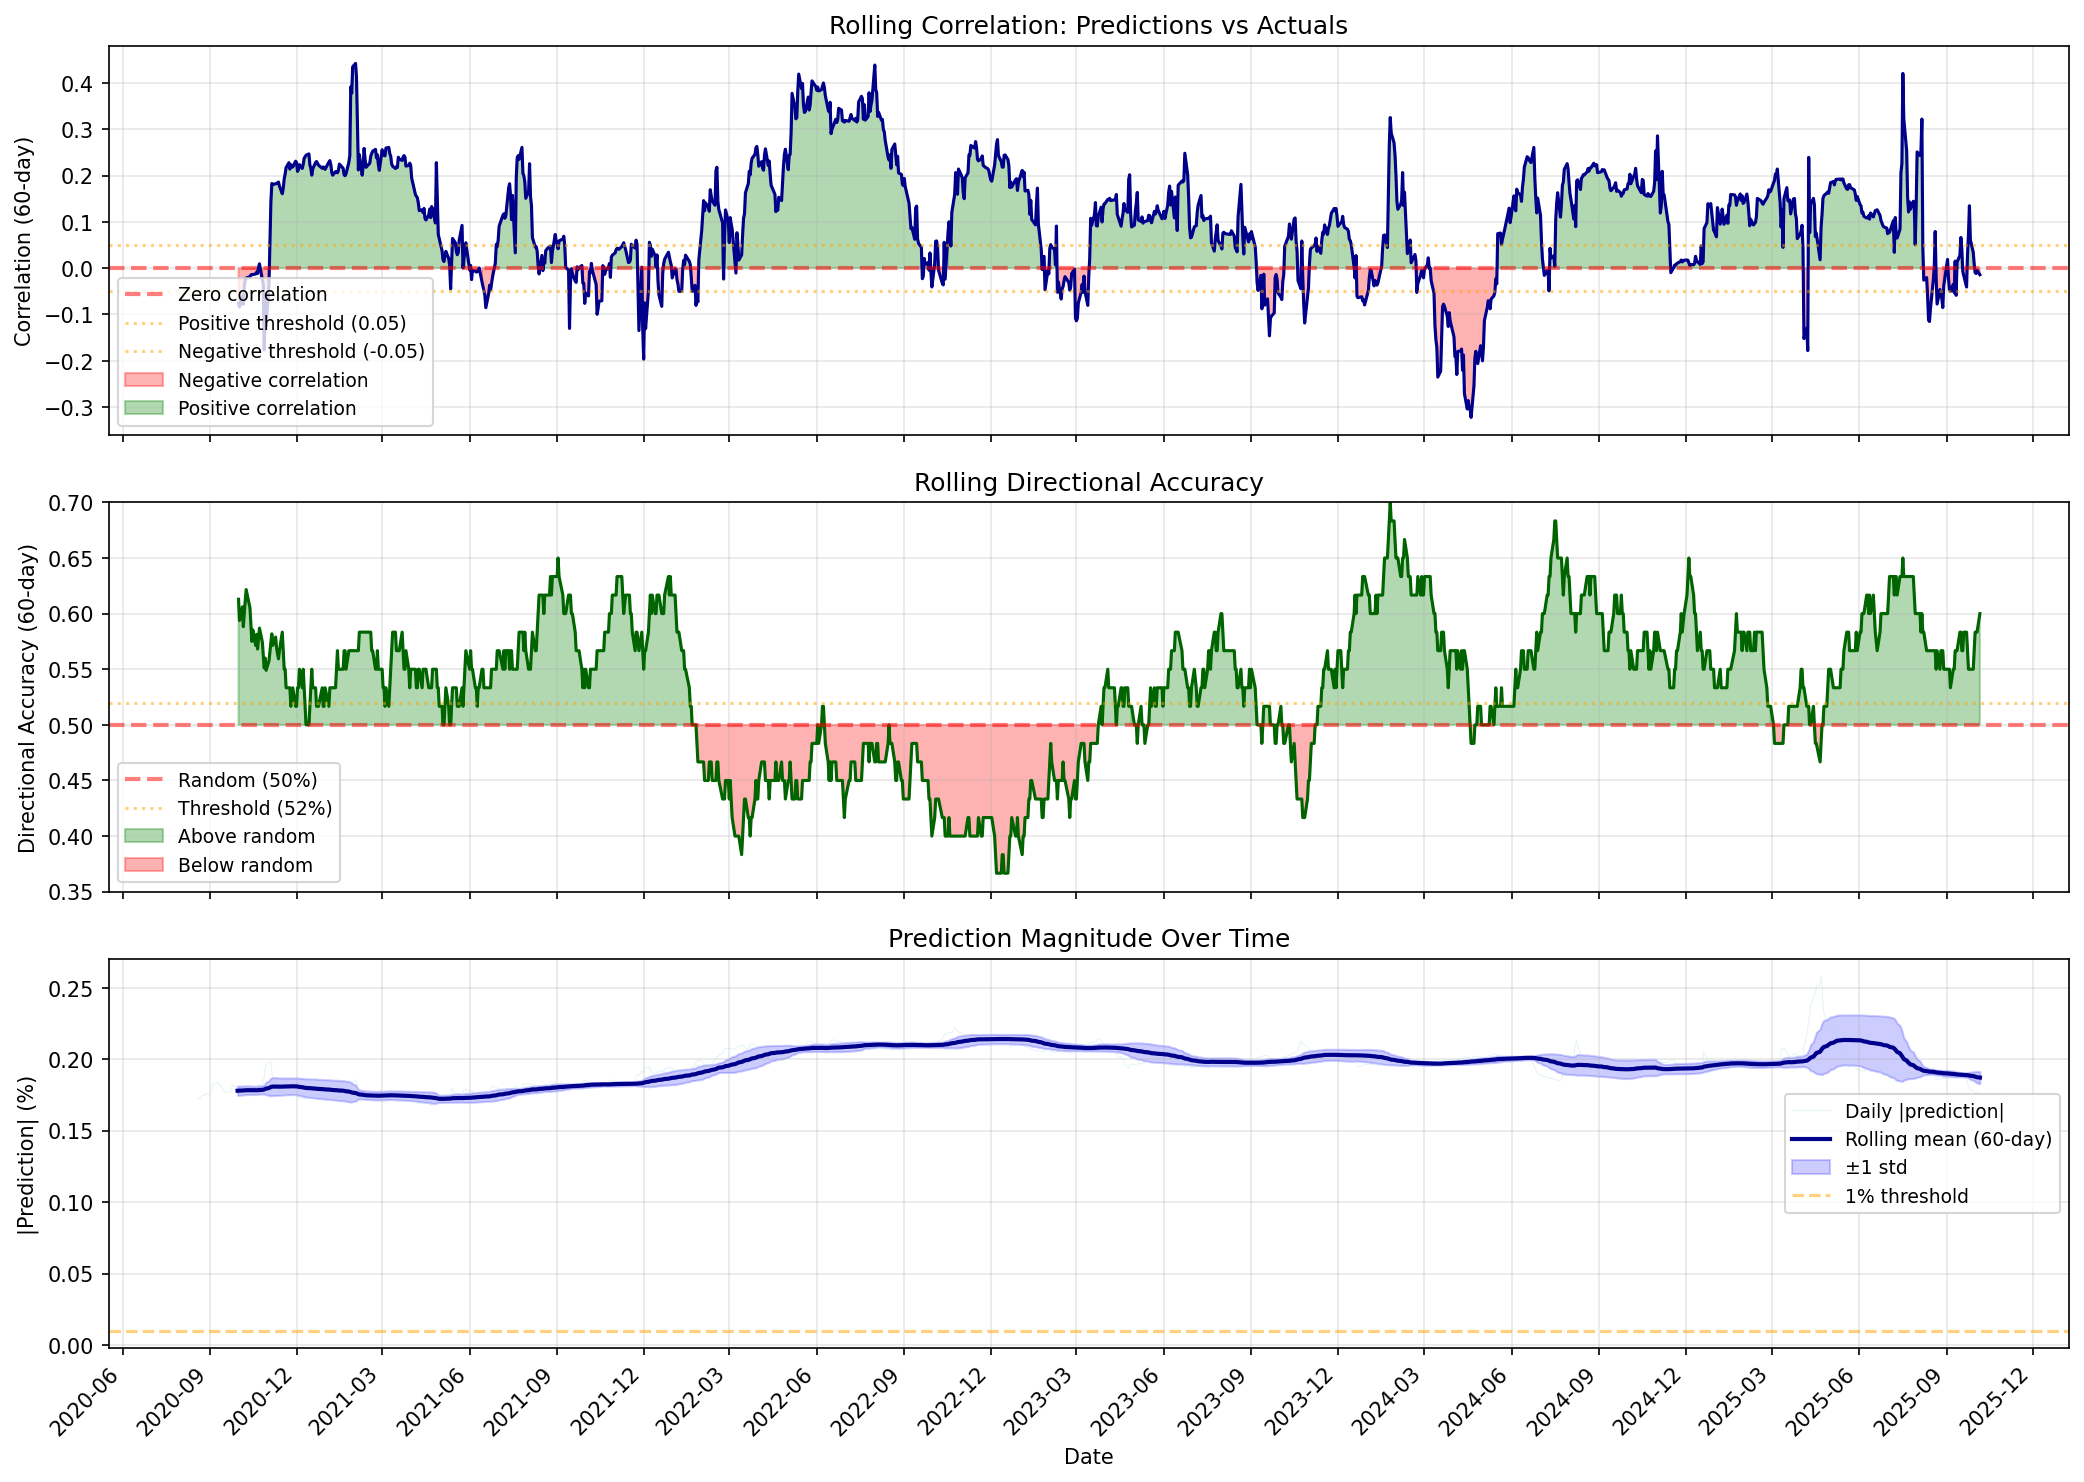 Rolling Correlation: Predictions vs Actuals
Correlation (60-day)
0.4
0.3
0.2
0.1
0.0
−0.1
−0.2
−0.3
Zero correlation
Positive threshold (0.05)
Negative threshold (-0.05)
Negative correlation
Positive correlation
Rolling Directional Accuracy
Directional Accuracy (60-day)
0.70
0.65
0.60
0.55
0.50
0.45
0.40
0.35
Random (50%)
Threshold (52%)
Above random
Below random
Prediction Magnitude Over Time
|Prediction| (%)
0.25
0.20
0.15
0.10
0.05
0.00
Daily |prediction|
Rolling mean (60-day)
±1 std
1% threshold
2020-06
2020-09
2020-12
2021-03
2021-06
2021-09
2021-12
2022-03
2022-06
2022-09
2022-12
2023-03
2023-06
2023-09
2023-12
2024-03
2024-06
2024-09
2024-12
2025-03
2025-06
2025-09
2025-12
Date